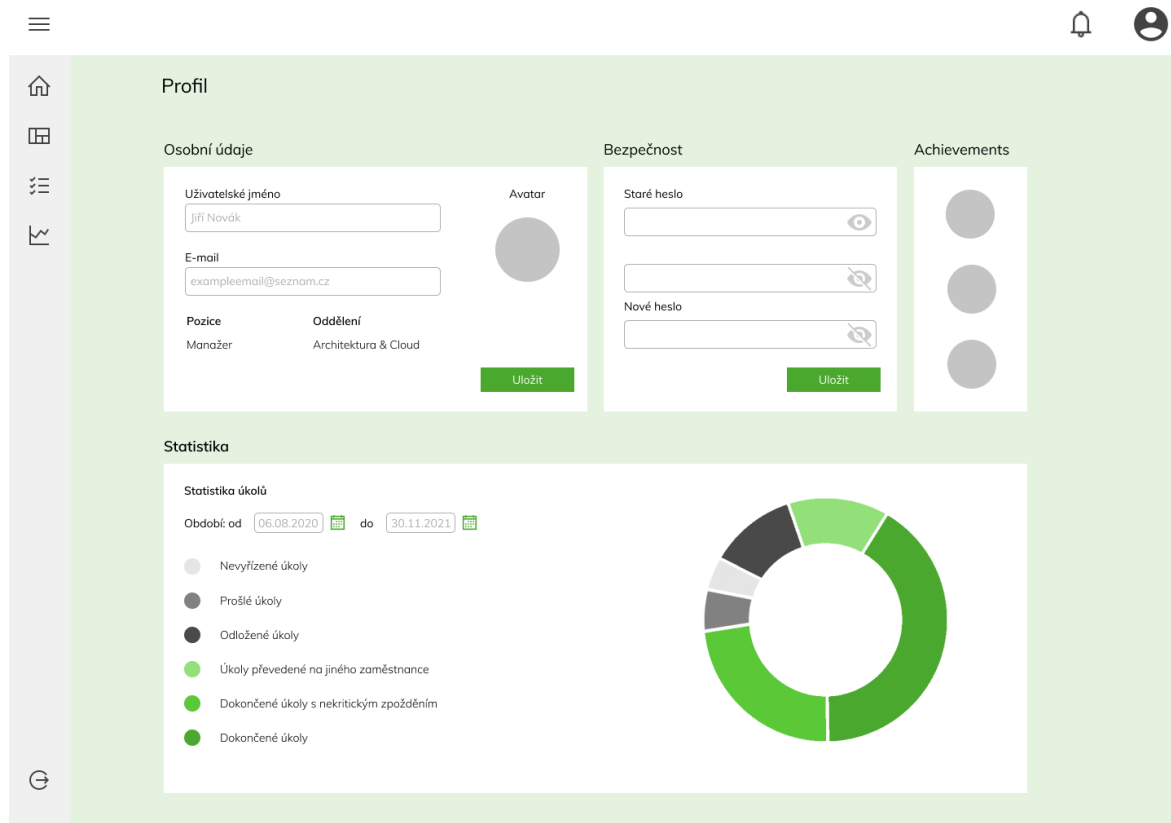 Profil
Osobní údaje
Uživatelské jméno
Jiří Novák
E-mail
exampleemail@seznam.cz
Pozice
Oddělení
Manažer
Architektura & Cloud
Avatar
Uložit
Bezpečnost
Staré heslo
Nové heslo
Uložit
Achievements
Statistika
Statistika úkolů
Období: od 06.08.2020 do 30.11.2021
Nevyřízené úkoly
Prošlé úkoly
Odložené úkoly
Úkoly převedené na jiného zaměstnance
Dokončené úkoly s nekritickým zpožděním
Dokončené úkoly